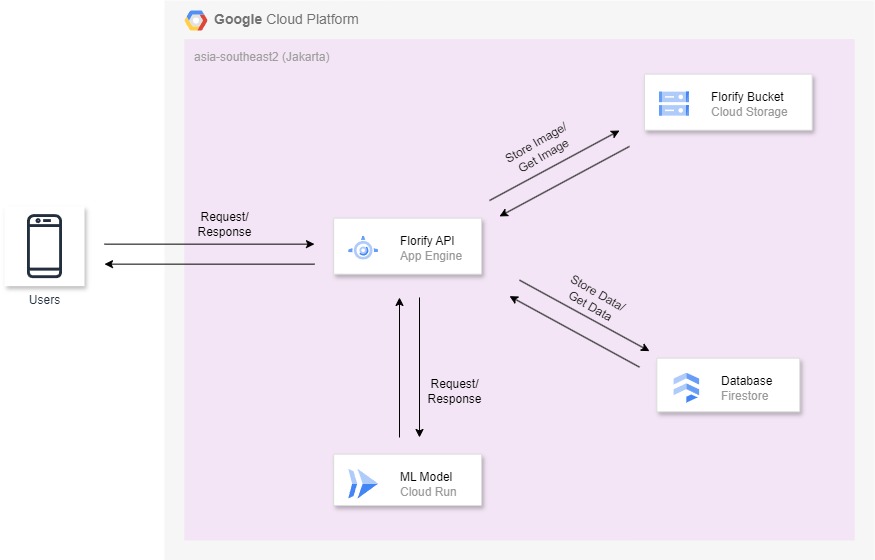 Google Cloud Platform
asia-southeast2 (Jakarta)
Florify Bucket
Cloud Storage
Store Image/
Get Image
Request/
Response
Florify API
App Engine
Users
Store Data/
Get Data
Request/
Response
Database
Firestore
ML Model
Cloud Run